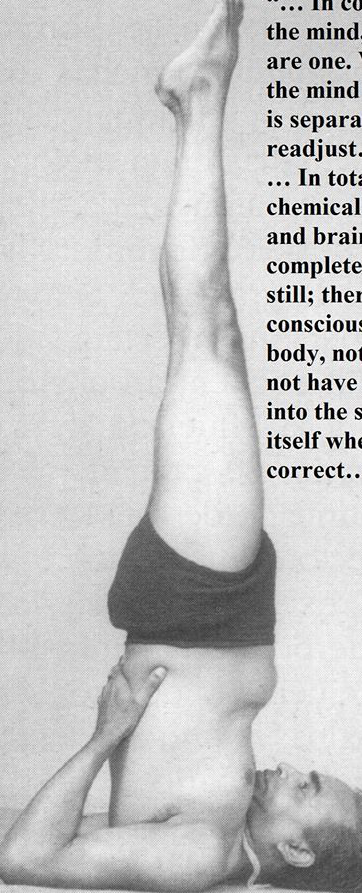 "… In co
the mind.
are one.
the mind
is separa
readjust.
… In tota
chemical
and brain
complete
still; ther
conscious
body, not
not have
into the s
itself whe
correct…